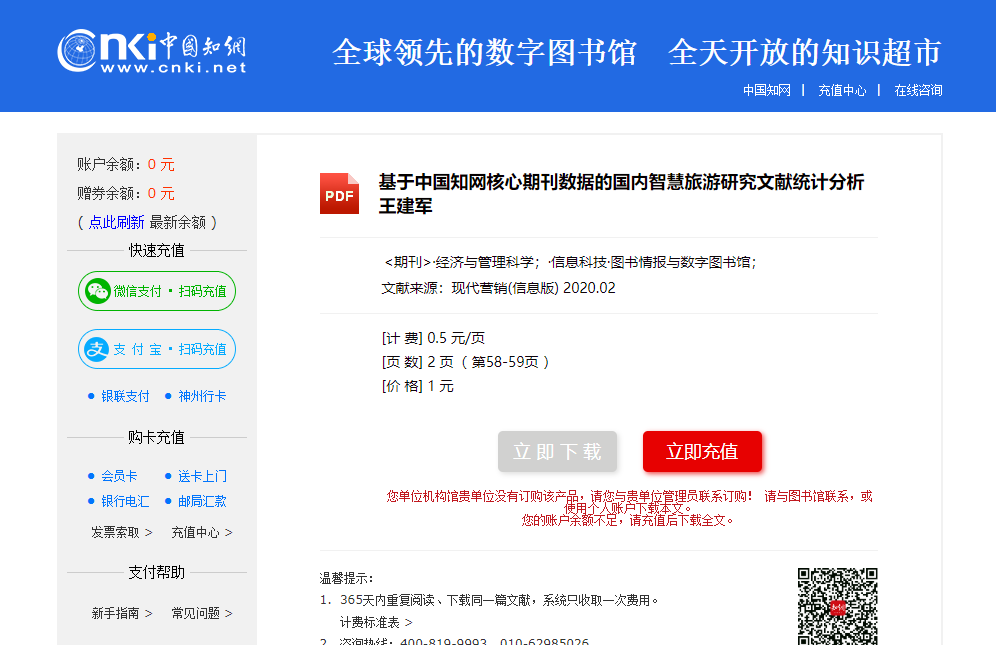 cnki中国知網
www.cnki.net
全球领先的数字图书馆 全天开放的知识超市
中国知网 | 充值中心 | 在线咨询
账户余额：0 元
赠券余额：0 元
( 点此刷新 最新余额 )
快速充值
微信支付・扫码充值
支 付 宝・扫码充值
● 银联支付 ● 神州行卡
购卡充值
● 会员卡 ● 送卡上门
● 银行电汇 ● 邮局汇款
发票索取 > 充值中心 >
支付帮助
新手指南 > 常见问题 >
PDF
基于中国知网核心期刊数据的国内智慧旅游研究文献统计分析
王建军
<期刊>·经济与管理科学；·信息科技·图书情报与数字图书馆；
文献来源：现代营销(信息版) 2020.02
[计 费] 0.5 元/页
[页 数] 2 页（ 第58-59页 ）
[价 格] 1 元
立即下载 立即充值
您单位机构馆贵单位没有订购该产品，请您与贵单位管理员联系订购！ 请与图书馆联系，或
使用个人账户下载本文。
您的账户余额不足，请充值后下载全文。
温馨提示：
1. 365天内重复阅读、下载同一篇文献，系统只收取一次费用。
计费标准表 >
2. 咨询热线：400-819-9993 010-62985026
知网